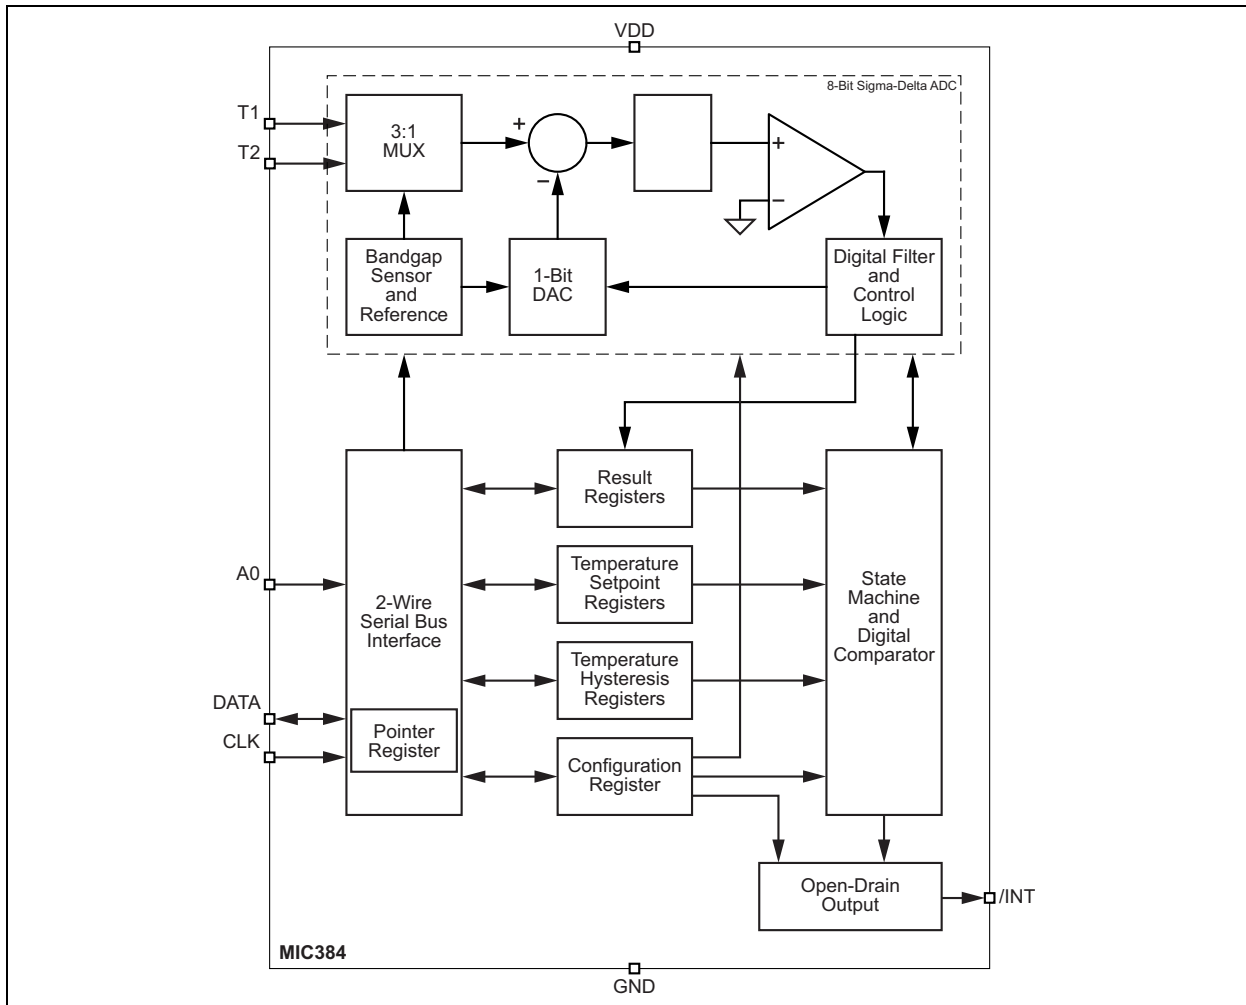 VDD
8-Bit Sigma-Delta ADC
T1
T2
3:1
MUX
+
−
+
−
Bandgap
Sensor
and
Reference
1-Bit
DAC
Digital Filter
and
Control
Logic
A0
DATA
CLK
2-Wire
Serial Bus
Interface
Pointer
Register
Result
Registers
Temperature
Setpoint
Registers
Temperature
Hysteresis
Registers
Configuration
Register
State
Machine
and
Digital
Comparator
Open-Drain
Output
/INT
MIC384
GND